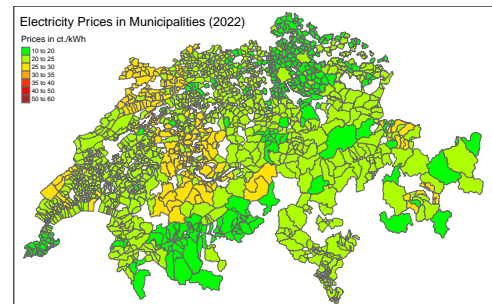 Electricity Prices in Municipalities (2022)
Prices in ct./kWh
10 to 20
20 to 25
25 to 30
30 to 35
35 to 40
40 to 50
50 to 60